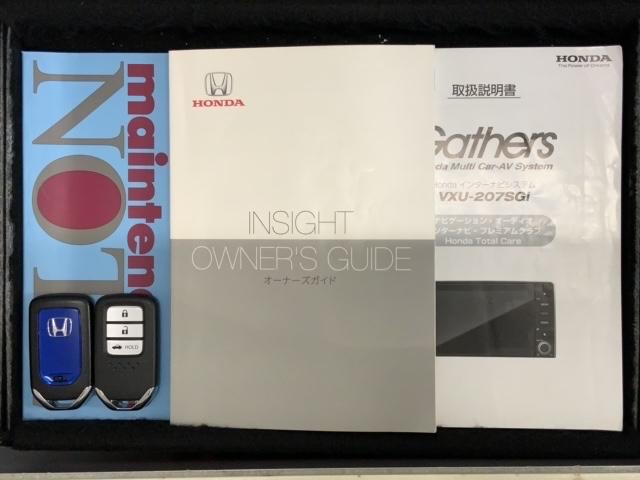 mainten
NOT
HONDA
INSIGHT
OWNER'S GUIDE
オーナーズガイド
HONDA
The Power of Dreams
取扱説明書
Gathers
Honda Multi Car-AV System
Honda インターナビシステム
VXU-207SGi
ナビゲーション・オーディオ
インターナビ・プレミアムクラブ
Honda Total Care
HOLD